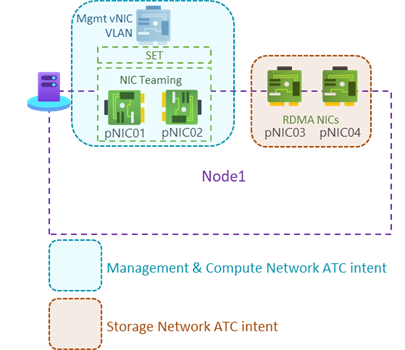 Mgmt vNIC
VLAN
SET
NIC Teaming
pNIC01 pNIC02
RDMA NICs
pNIC03 pNIC04
Node1
Management & Compute Network ATC intent
Storage Network ATC intent